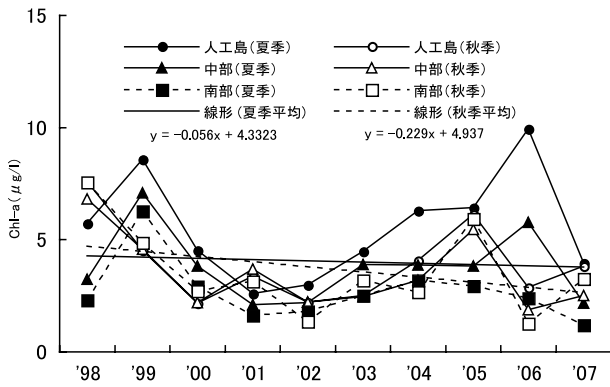 15
人工島(夏季) 人工島(秋季)
中部(夏季) 中部(秋季)
南部(夏季) 南部(秋季)
線形(夏季平均) 線形(秋季平均)
y = -0.056x + 4.3323 y = -0.229x + 4.937
10
Chl-a(μg/l)
5
0
'98 '99 '00 '01 '02 '03 '04 '05 '06 '07